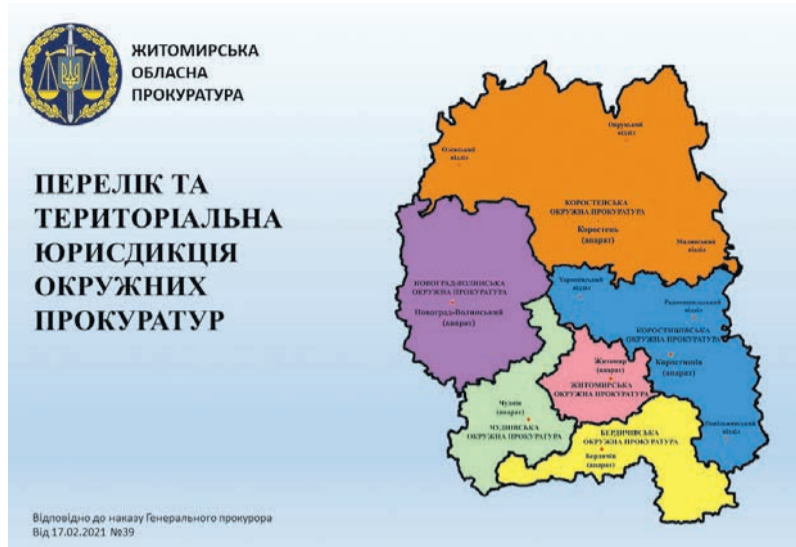 ЖИТОМИРСЬКА
ОБЛАСНА
ПРОКУРАТУРА
ПЕРЕЛІК ТА
ТЕРИТОРІАЛЬНА
ЮРИСДИКЦІЯ
ОКРУЖНИХ
ПРОКУРАТУР
Овруцький
відділ
Олевський
відділ
КОРОСТЕНСЬКА
ОКРУЖНА ПРОКУРАТУРА
Коростень
(апарат)
Малинський
відділ
НОВОГРАД-ВОЛИНСЬКА
ОКРУЖНА ПРОКУРАТУРА
Новоград-Волинський
(апарат)
Хорошівський
відділ
Радомишльський
відділ
КОРОСТИШІВСЬКА
ОКРУЖНА ПРОКУРАТУРА
Коростишів
(апарат)
Житомир
(апарат)
ЖИТОМИРСЬКА
ОКРУЖНА ПРОКУРАТУРА
Чуднів
(апарат)
ЧУДНІВСЬКА
ОКРУЖНА ПРОКУРАТУРА
Попільнянський
відділ
БЕРДИЧІВСЬКА
ОКРУЖНА ПРОКУРАТУРА
Бердичів
(апарат)
Відповідно до наказу Генерального прокурора
Від 17.02.2021 №39